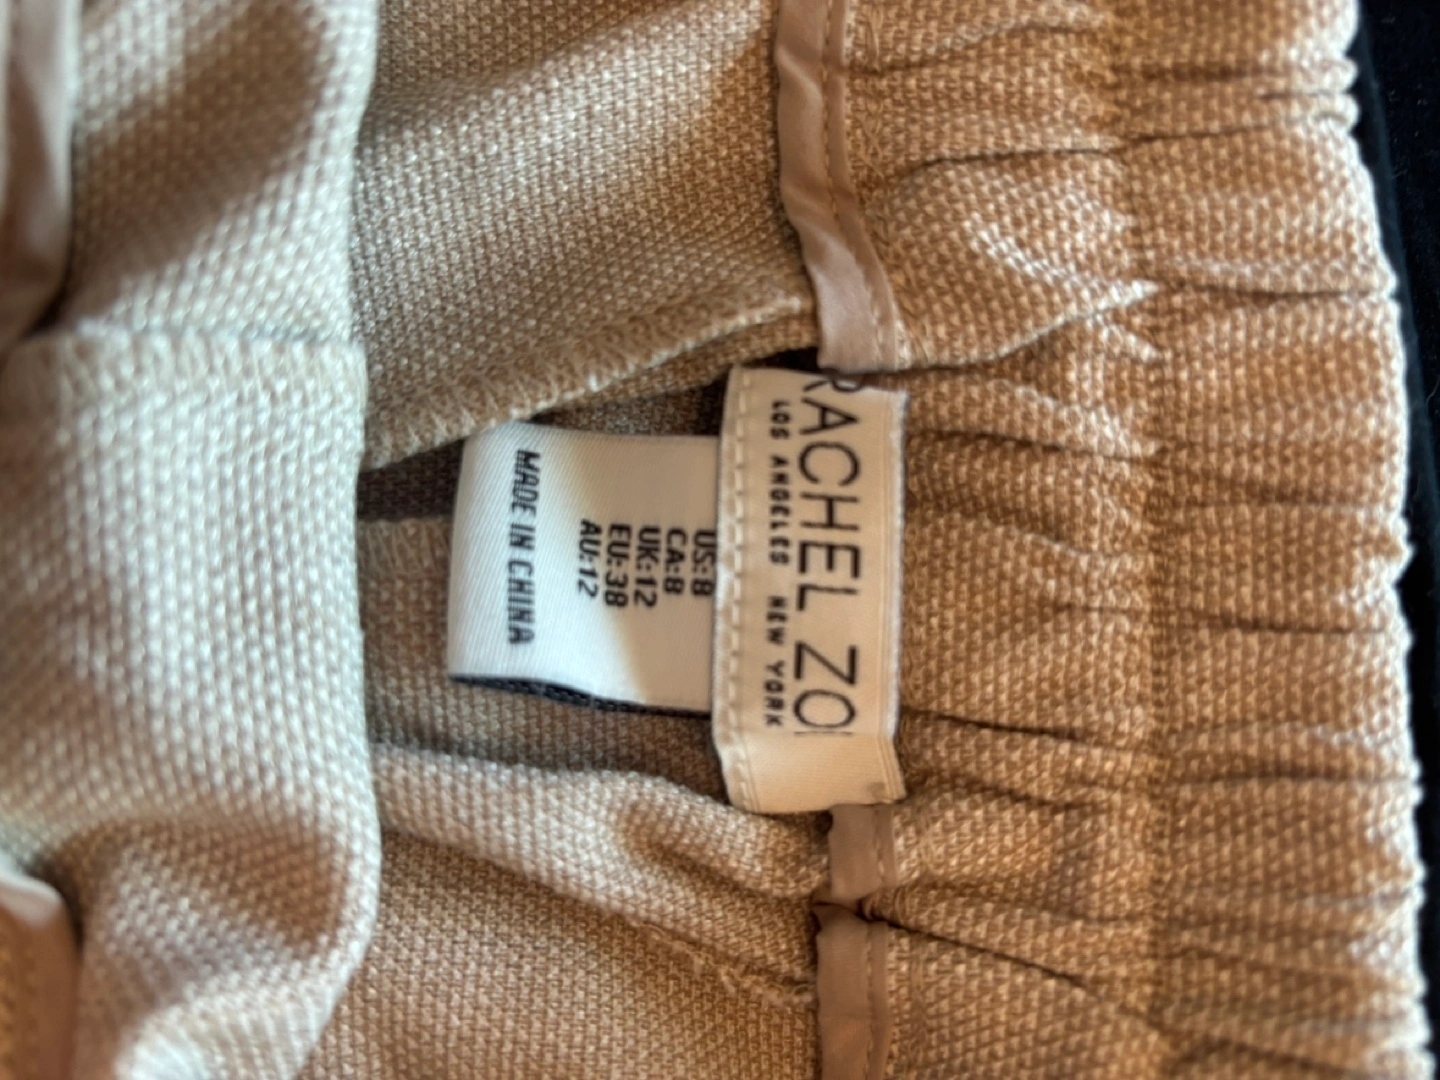 RACHEL ZO
LOS ANGELES NEW YORK
US:8
CA:8
UK:12
EU:38
AU:12
MADE IN CHINA